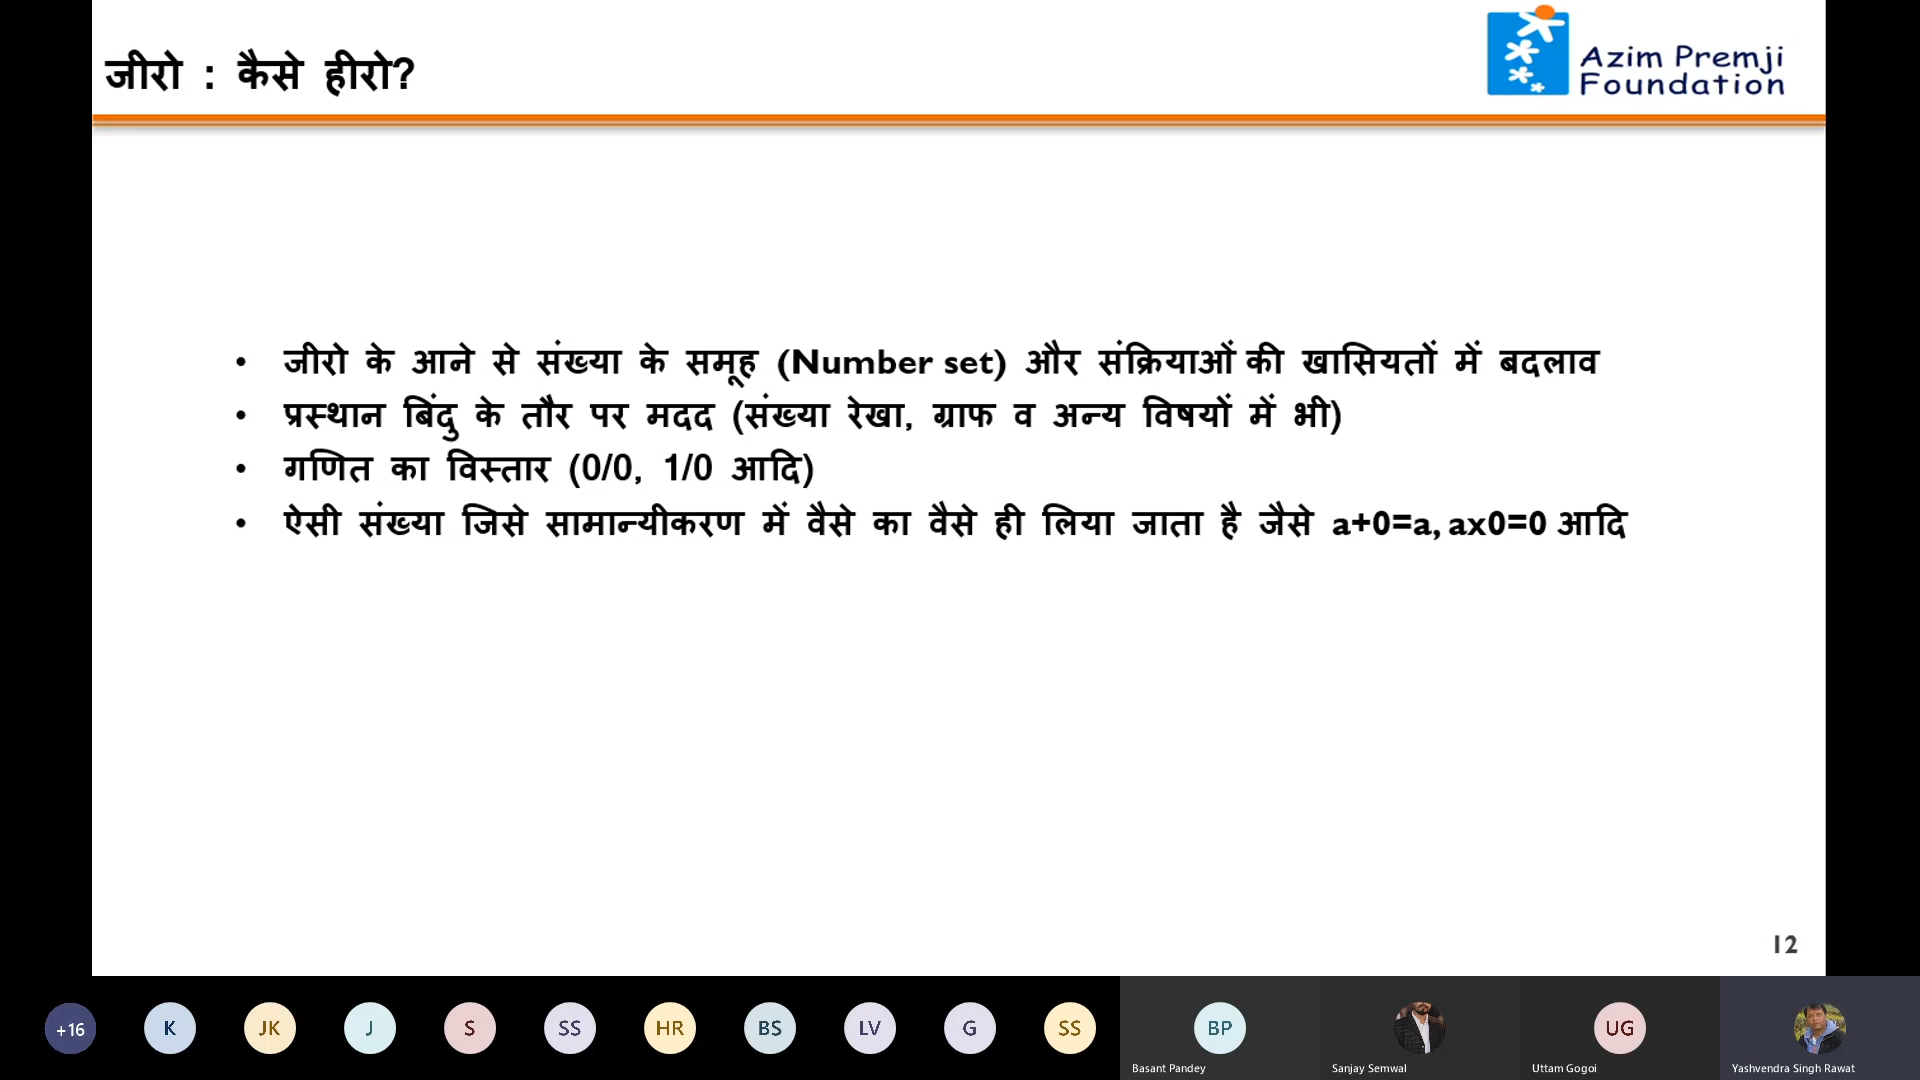 जीरो : कैसे हीरो?
Azim Premji
Foundation
• जीरो के आने से संख्या के समूह (Number set) और संक्रियाओं की खासियतों में बदलाव
• प्रस्थान बिंदु के तौर पर मदद (संख्या रेखा, ग्राफ व अन्य विषयों में भी)
• गणित का विस्तार (0/0, 1/0 आदि)
• ऐसी संख्या जिसे सामान्यीकरण में वैसे का वैसे ही लिया जाता है जैसे a+0=a, ax0=0 आदि
12
+16 K JK J S SS HR BS LV G SS BP UG
Basant Pandey Sanjay Semwal Uttam Gogoi Yashvendra Singh Rawat